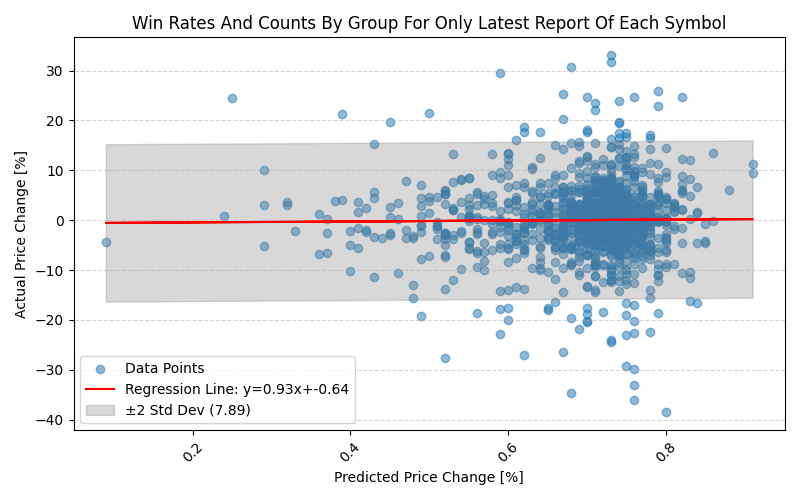 Win Rates And Counts By Group For Only Latest Report Of Each Symbol
Actual Price Change [%]
30
20
10
0
−10
−20
−30
−40
Data Points
Regression Line: y=0.93x+-0.64
±2 Std Dev (7.89)
0.2
0.4
0.6
0.8
Predicted Price Change [%]